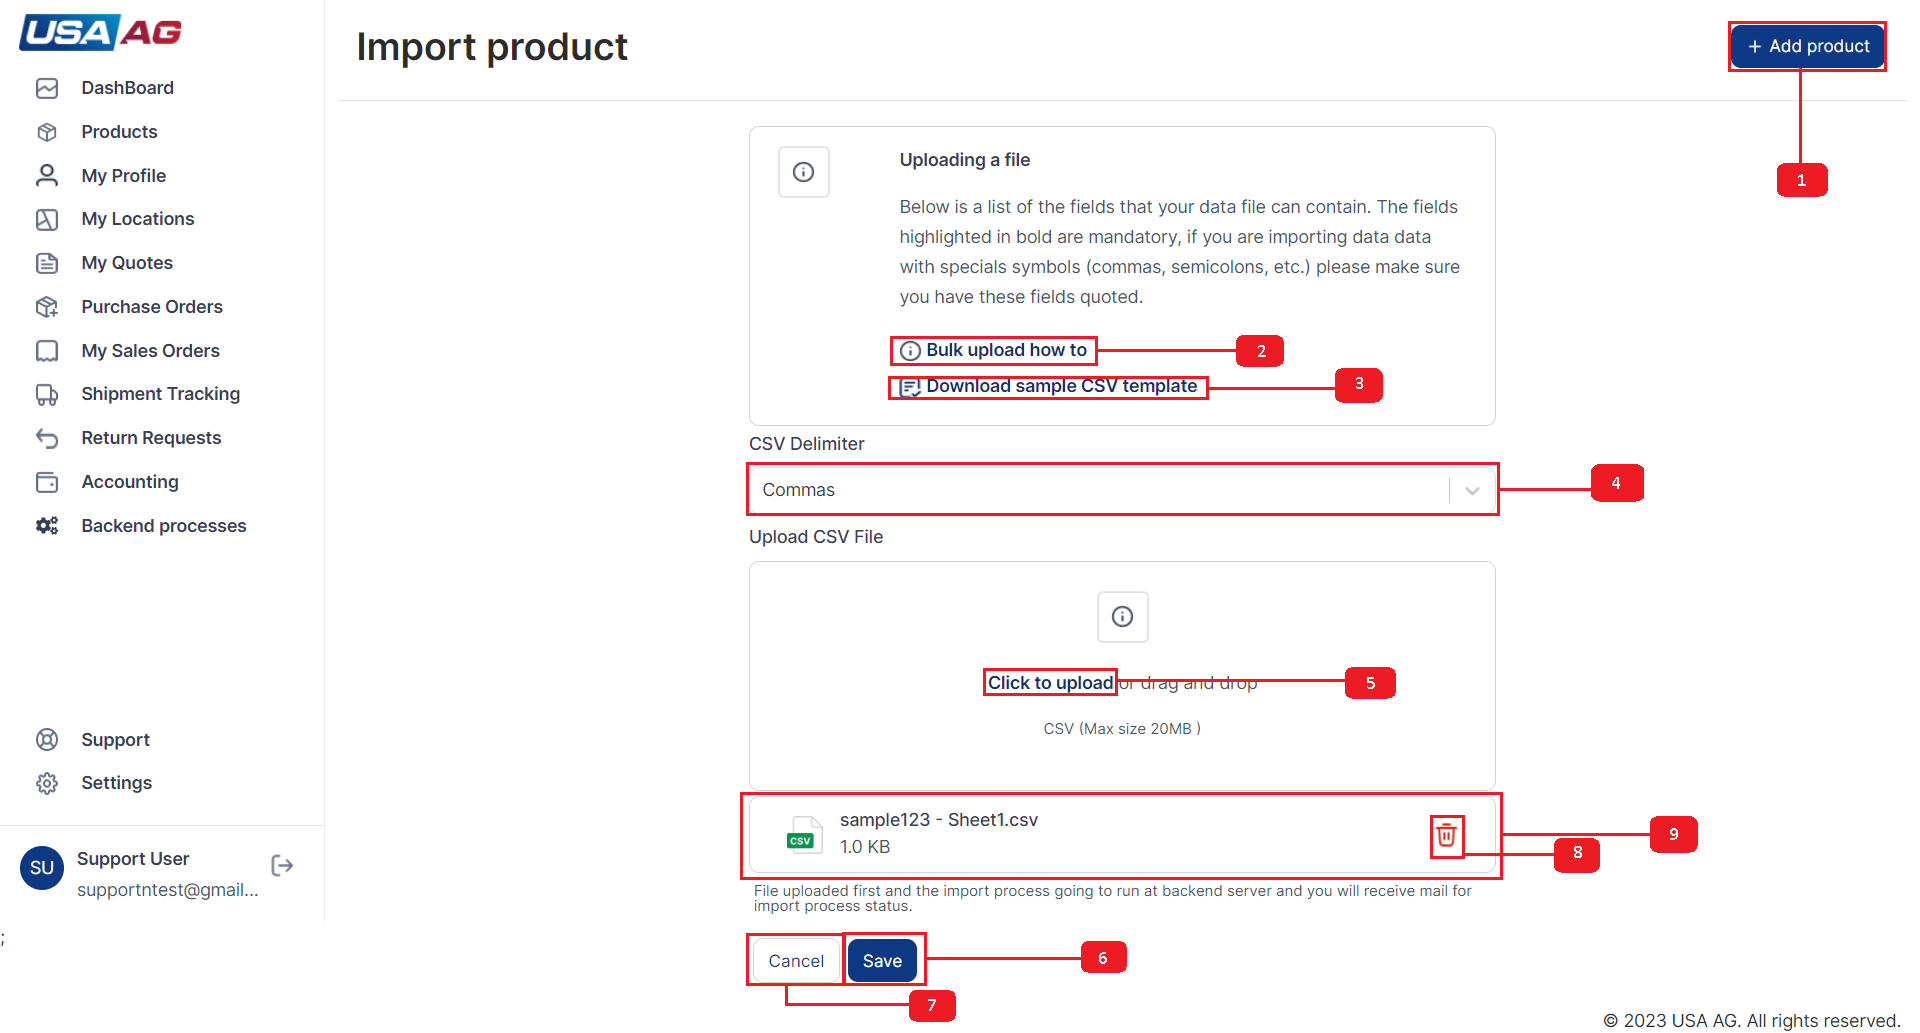 USA AG
DashBoard
Products
My Profile
My Locations
My Quotes
Purchase Orders
My Sales Orders
Shipment Tracking
Return Requests
Accounting
Backend processes
Support
Settings
SU
Support User
supportntest@gmail...
;
Import product
+ Add product
1
Uploading a file
Below is a list of the fields that your data file can contain. The fields
highlighted in bold are mandatory, if you are importing data data
with specials symbols (commas, semicolons, etc.) please make sure
you have these fields quoted.
Bulk upload how to
2
Download sample CSV template
3
CSV Delimiter
Commas
4
Upload CSV File
Click to upload or drag and drop
5
CSV (Max size 20MB )
CSV
sample123 - Sheet1.csv
1.0 KB
9
8
File uploaded first and the import process going to run at backend server and you will receive mail for
import process status.
Cancel
Save
6
7
© 2023 USA AG. All rights reserved.